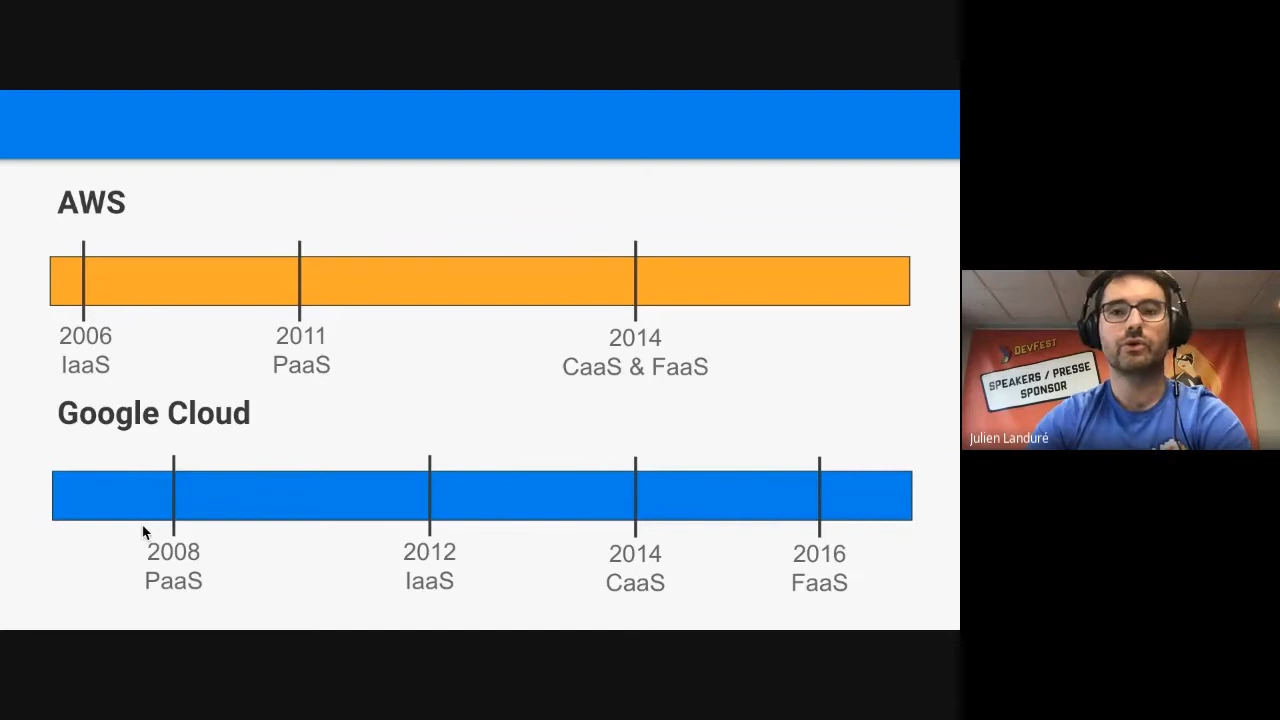 AWS
2006
IaaS
2011
PaaS
2014
CaaS & FaaS
Google Cloud
2008
PaaS
2012
IaaS
2014
CaaS
2016
FaaS
DEVFEST
SPEAKERS / PRESSE
SPONSOR
Julien Landuré